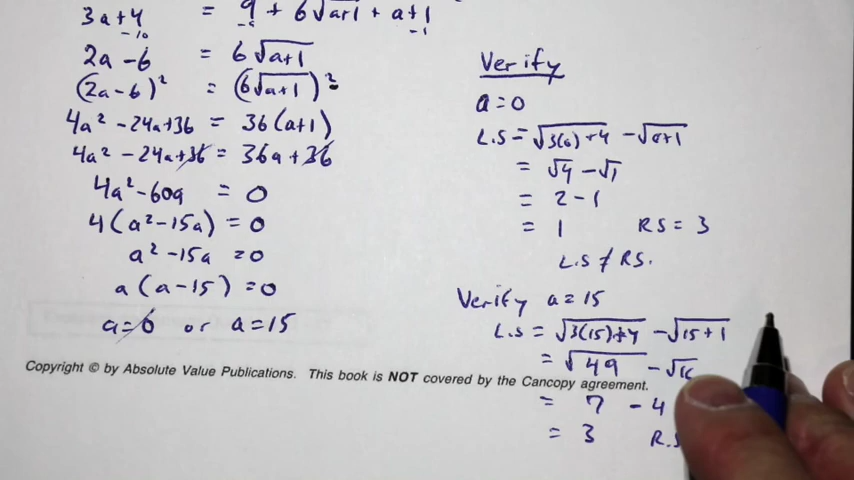 3a+4 = 9 + 6√a+1 + a+1
-10 -9 -1
2a - 6 = 6√a+1
(2a-6)² = (6√a+1)²
4a² - 24a+36 = 36(a+1)
4a² - 24a+36 = 36a+36
4a² - 60a = 0
4(a² - 15a) = 0
a² - 15a = 0
a(a-15) = 0
a=0 or a=15
Verify
a=0
L.S = √3(0)+4 - √0+1
= √4 - √1
= 2 - 1
= 1 RS = 3
L.S ≠ RS.
Verify a=15
L.S = √3(15)+4 - √15+1
= √49 - √16
= 7 - 4
= 3 R.S
Copyright © by Absolute Value Publications. This book is NOT covered by the Cancopy agreement.